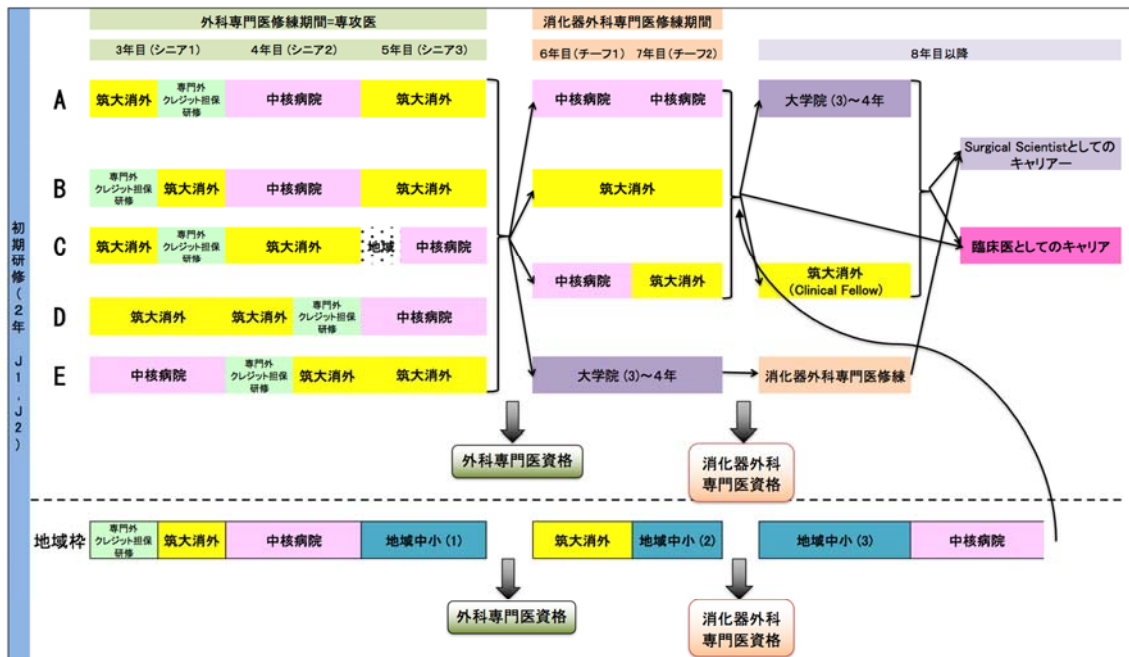 外科専門医修練期間=専攻医
消化器外科専門医修練期間
3年目(シニア1)
4年目(シニア2)
5年目(シニア3)
6年目(チーフ1)
7年目(チーフ2)
8年目以降
初期研修(2年 J1,J2)
A
筑大消外
専門外
クレジット担保
研修
中核病院
筑大消外
中核病院
中核病院
大学院(3)~4年
Surgical Scientistとしての
キャリアー
B
専門外
クレジット担保
研修
筑大消外
中核病院
筑大消外
筑大消外
C
筑大消外
専門外
クレジット担保
研修
筑大消外
地域
中核病院
臨床医としてのキャリア
中核病院
筑大消外
筑大消外
(Clinical Fellow)
D
筑大消外
筑大消外
専門外
クレジット担保
研修
中核病院
E
中核病院
専門外
クレジット担保
研修
筑大消外
筑大消外
大学院(3)~4年
消化器外科専門医修練
外科専門医資格
消化器外科
専門医資格
地域枠
専門外
クレジット担保
研修
筑大消外
中核病院
地域中小(1)
筑大消外
地域中小(2)
地域中小(3)
中核病院
外科専門医資格
消化器外科
専門医資格